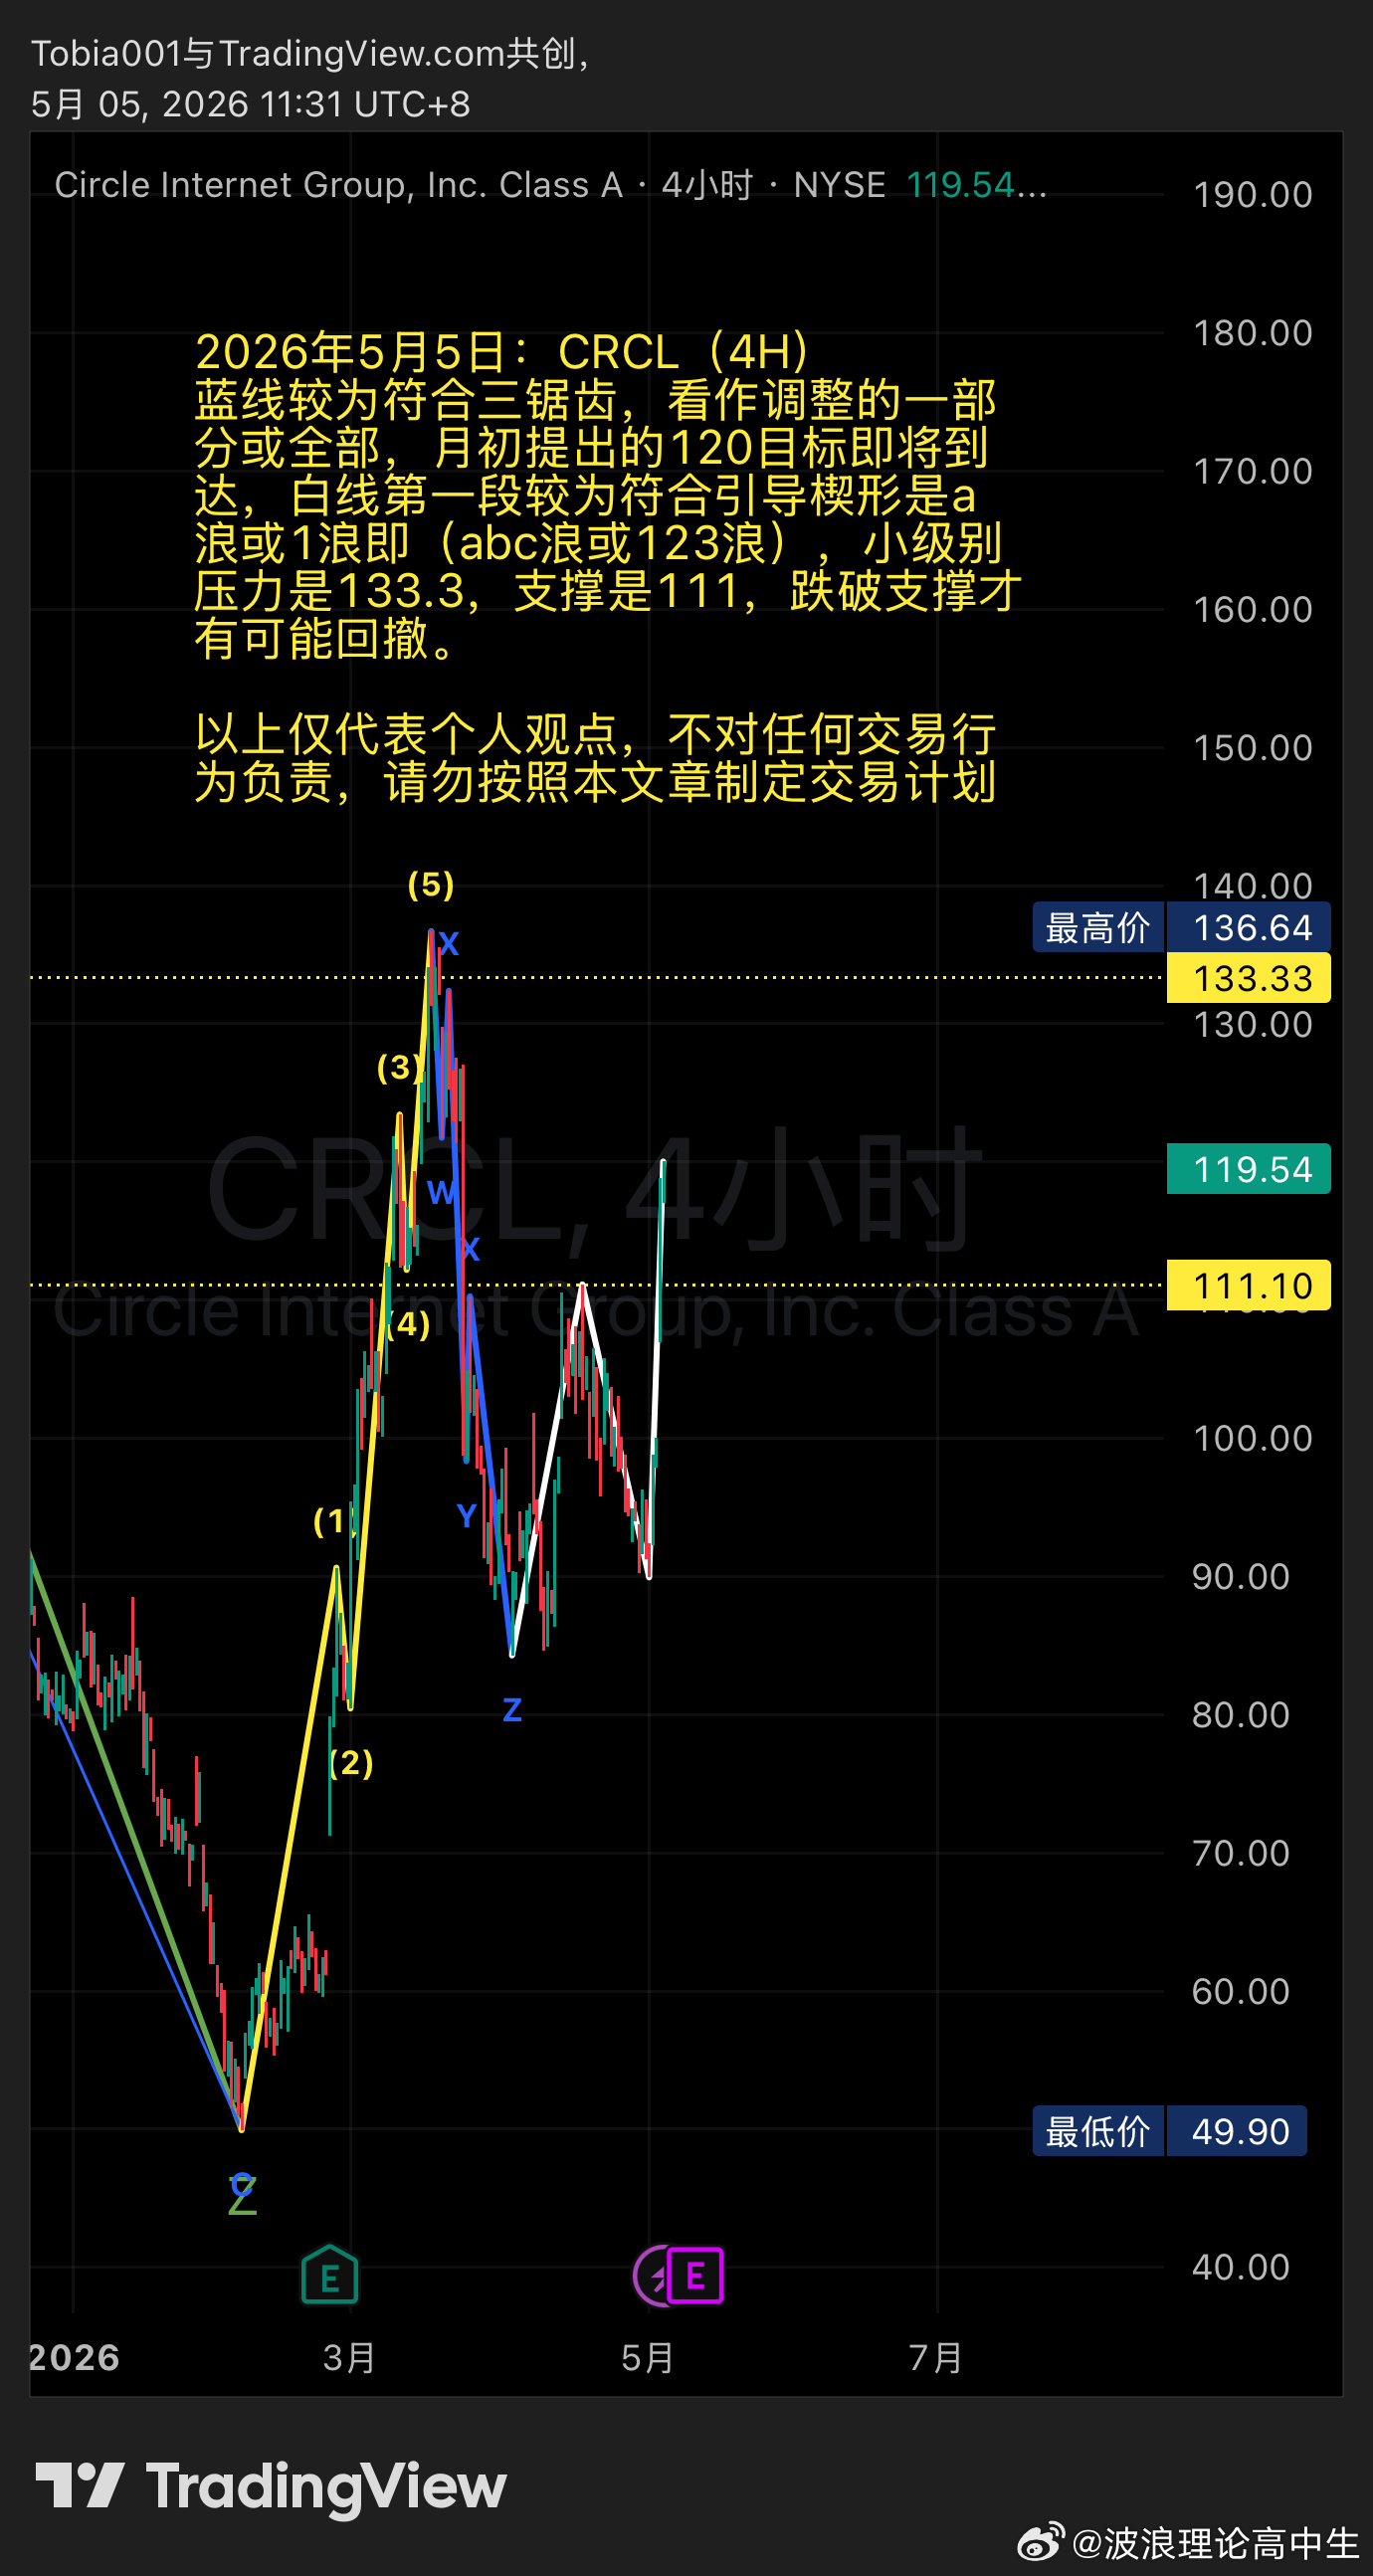 Tobia001与TradingView.com共创，
5月 05, 2026 11:31 UTC+8
Circle Internet Group, Inc. Class A · 4小时 · NYSE 119.54...
190.00
180.00
2026年5月5日：CRCL（4H）
蓝线较为符合三锯齿，看作调整的一部
分或全部，月初提出的120目标即将到
达，白线第一段较为符合引导楔形是a
浪或1浪即（abc浪或123浪），小级别
压力是133.3，支撑是111，跌破支撑才
有可能回撤。
170.00
160.00
以上仅代表个人观点，不对任何交易行
为负责，请勿按照本文章制定交易计划
150.00
(5)
140.00
最高价 136.64
X
133.33
130.00
(3)
CRCL, 4小时
119.54
W
X
111.10
Circle Internet Group, Inc. Class A
(4)
100.00
(1)
Y
90.00
Z
80.00
(2)
70.00
60.00
最低价 49.90
C
Z
E
E
40.00
2026
3月
5月
7月
TradingView
@波浪理论高中生